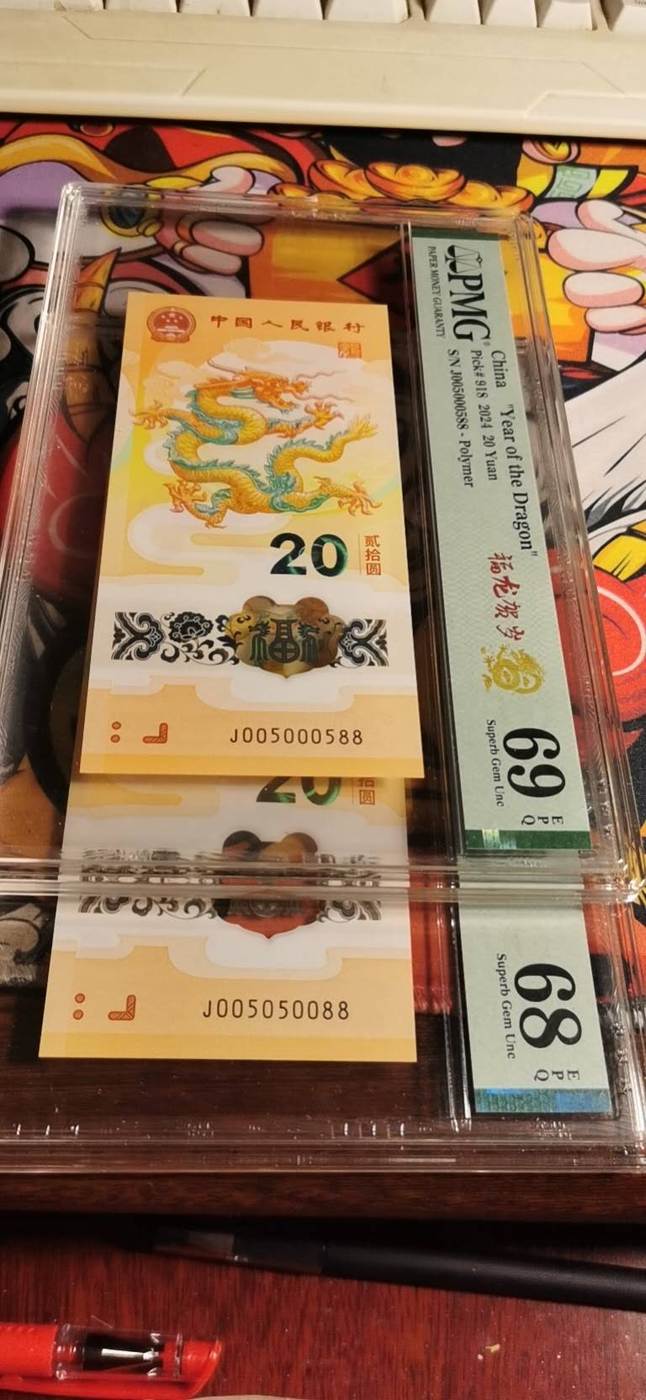 中国人民银行
20
贰拾圆
福
J005000588
PMG
PAPER MONEY GUARANTY
China "Year of the Dragon"
Pick# 918 2024 20 Yuan
S/N J005000588 - Polymer
福龙贺岁
69 EPQ
Superb Gem Unc
20
拾圆
J005050088
68 EPQ
Superb Gem Unc